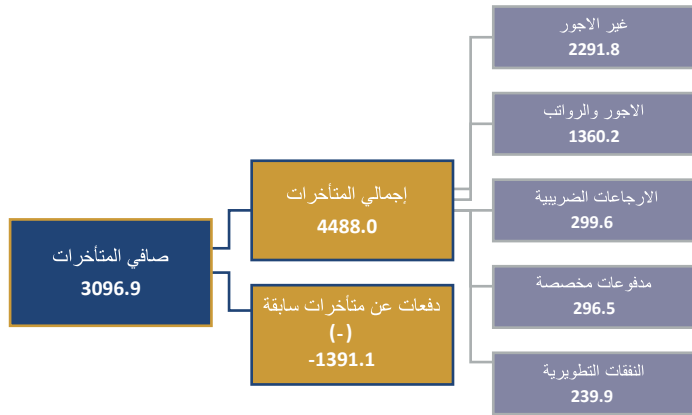 غير الاجور
2291.8
الاجور والرواتب
1360.2
إجمالي المتأخرات
4488.0
الارجاعات الضريبية
299.6
صافي المتأخرات
3096.9
دفعات عن متأخرات سابقة
(-)
-1391.1
مدفوعات مخصصة
296.5
النفقات التطويرية
239.9